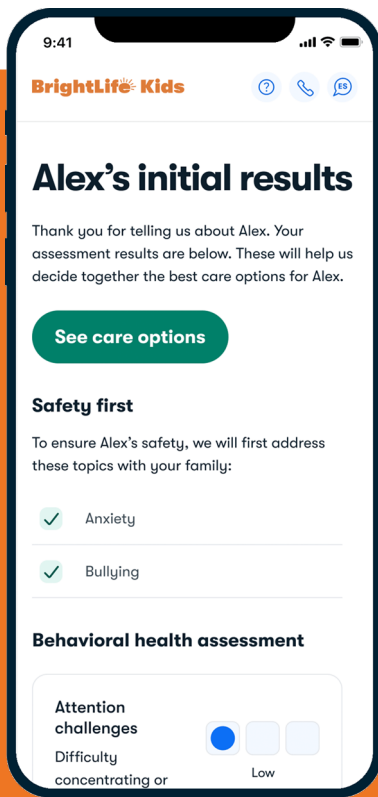 9:41
BrightLife Kids
ES
Alex's initial results
Thank you for telling us about Alex. Your
assessment results are below. These will help us
decide together the best care options for Alex.
See care options
Safety first
To ensure Alex's safety, we will first address
these topics with your family:
Anxiety
Bullying
Behavioral health assessment
Attention
challenges
Difficulty
concentrating or
Low